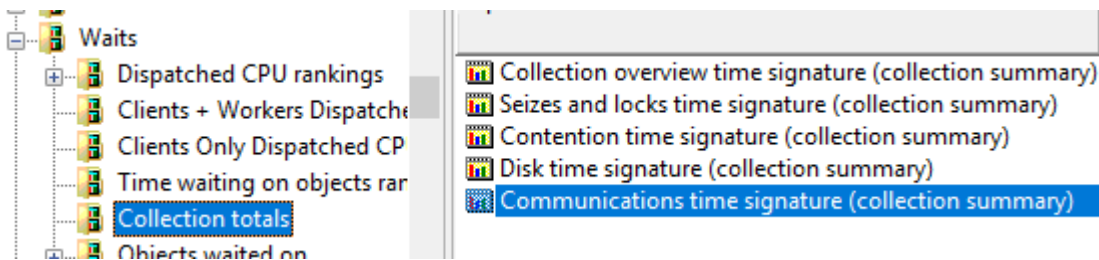 Waits
Dispatched CPU rankings
Clients + Workers Dispatche
Clients Only Dispatched CP
Time waiting on objects ran
Collection totals
Objects waited on
Collection overview time signature (collection summary)
Seizes and locks time signature (collection summary)
Contention time signature (collection summary)
Disk time signature (collection summary)
Communications time signature (collection summary)